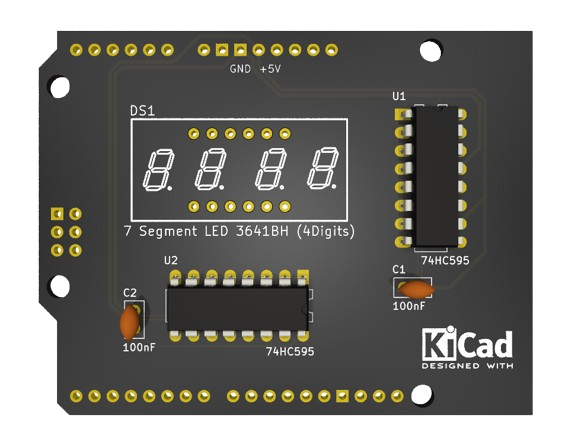 GND +5V
U1
DS1
7 Segment LED 3641BH (4Digits)
U2
74HC595
C1
C2
100nF
100nF
74HC595
KiCad
DESIGNED WITH